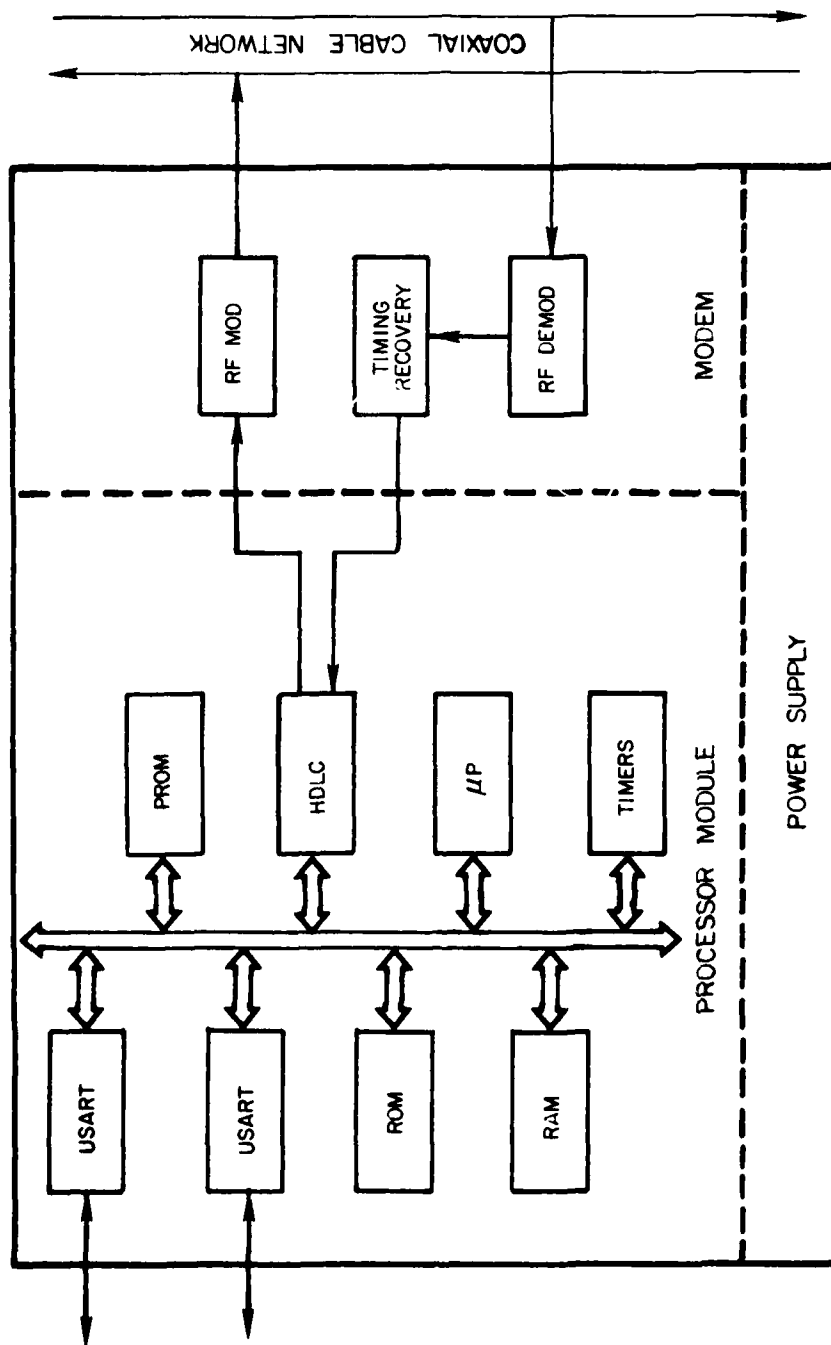 COAXIAL CABLE NETWORK
RF MOD
TIMING
RECOVERY
RF DEMOD
MODEM
PROM
HDLC
μP
TIMERS
PROCESSOR MODULE
USART
USART
ROM
RAM
POWER SUPPLY